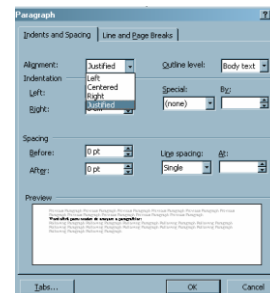 Paragraph
Indents and Spacing Line and Page Breaks
Alignment: Justified Outline level: Body text
Left
Centered
Right
Justified
Indentation
Left: Special: By:
Right: (none)
Spacing
Before: 0 pt Line spacing: At:
After: 0 pt Single
Preview
Tabs... OK Cancel